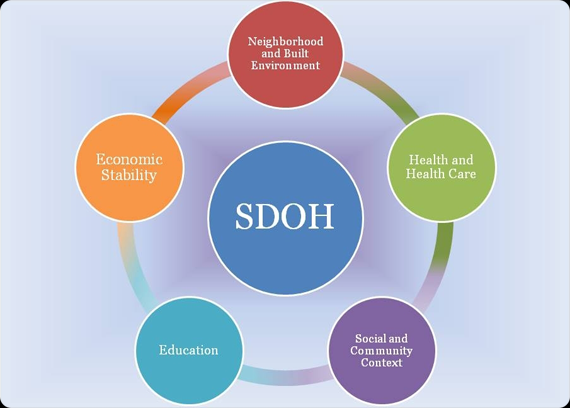 Neighborhood
and Built
Environment
Economic
Stability
Health and
Health Care
SDOH
Education
Social and
Community
Context